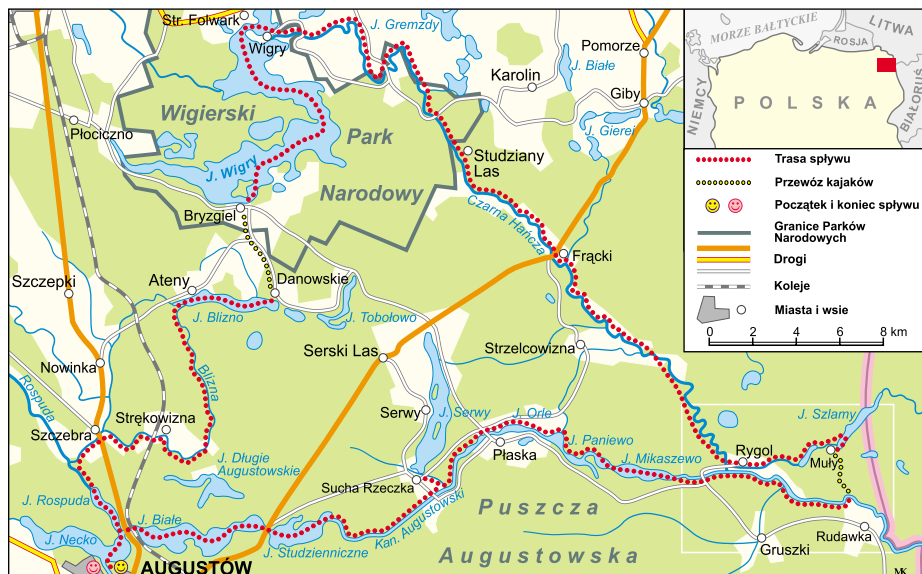 Str. Folwark
J. Gremzdy
Wigry
Pomorze
J. Białe
Karolin
Giby
Wigierski
Park
Narodowy
J. Gierei
Płociczno
J. Wigry
Studziany
Las
Bryzgiel
Czarna Hańcza
Frącki
Szczepki
Ateny
Danowskie
J. Blizno
J. Tobołowo
Serski Las
Strzelcowizna
Nowinka
Rospuda
Blizna
Strękowizna
Szczebra
Serwy
J. Serwy
J. Orle
J. Szlamy
J. Długie
Augustowskie
Płaska
J. Paniewo
J. Mikaszewo
Rygol
Muły
Sucha Rzeczka
Kan. Augustowski
J. Rospuda
J. Necko
J. Białe
J. Studzienniczne
Puszcza
Augustowska
Gruszki
Rudawka
AUGUSTÓW
MK
MORZE BAŁTYCKIE
LITWA
ROSJA
NIEMCY
POLSKA
BIAŁORUŚ
Trasa spływu
Przewóz kajaków
Początek i koniec spływu
Granice Parków
Narodowych
Drogi
Koleje
Miasta i wsie
0 2 4 6 8 km